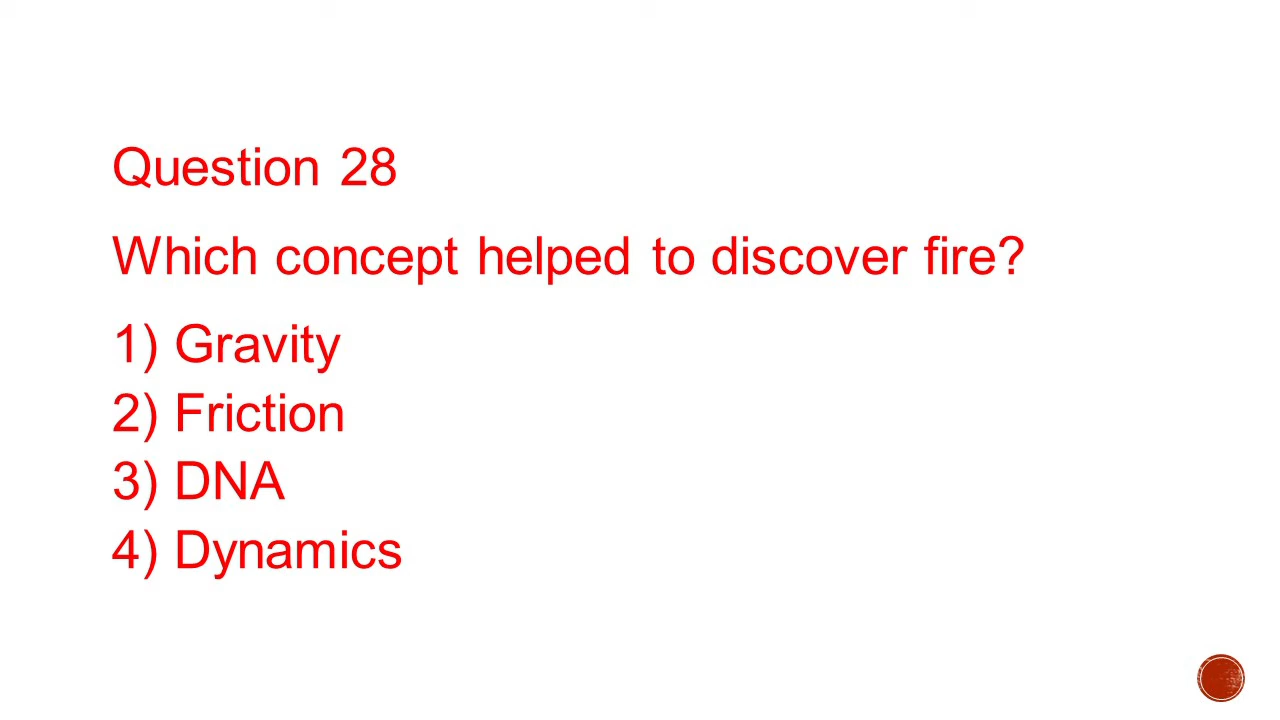 Question 28
Which concept helped to discover fire?
1) Gravity
2) Friction
3) DNA
4) Dynamics